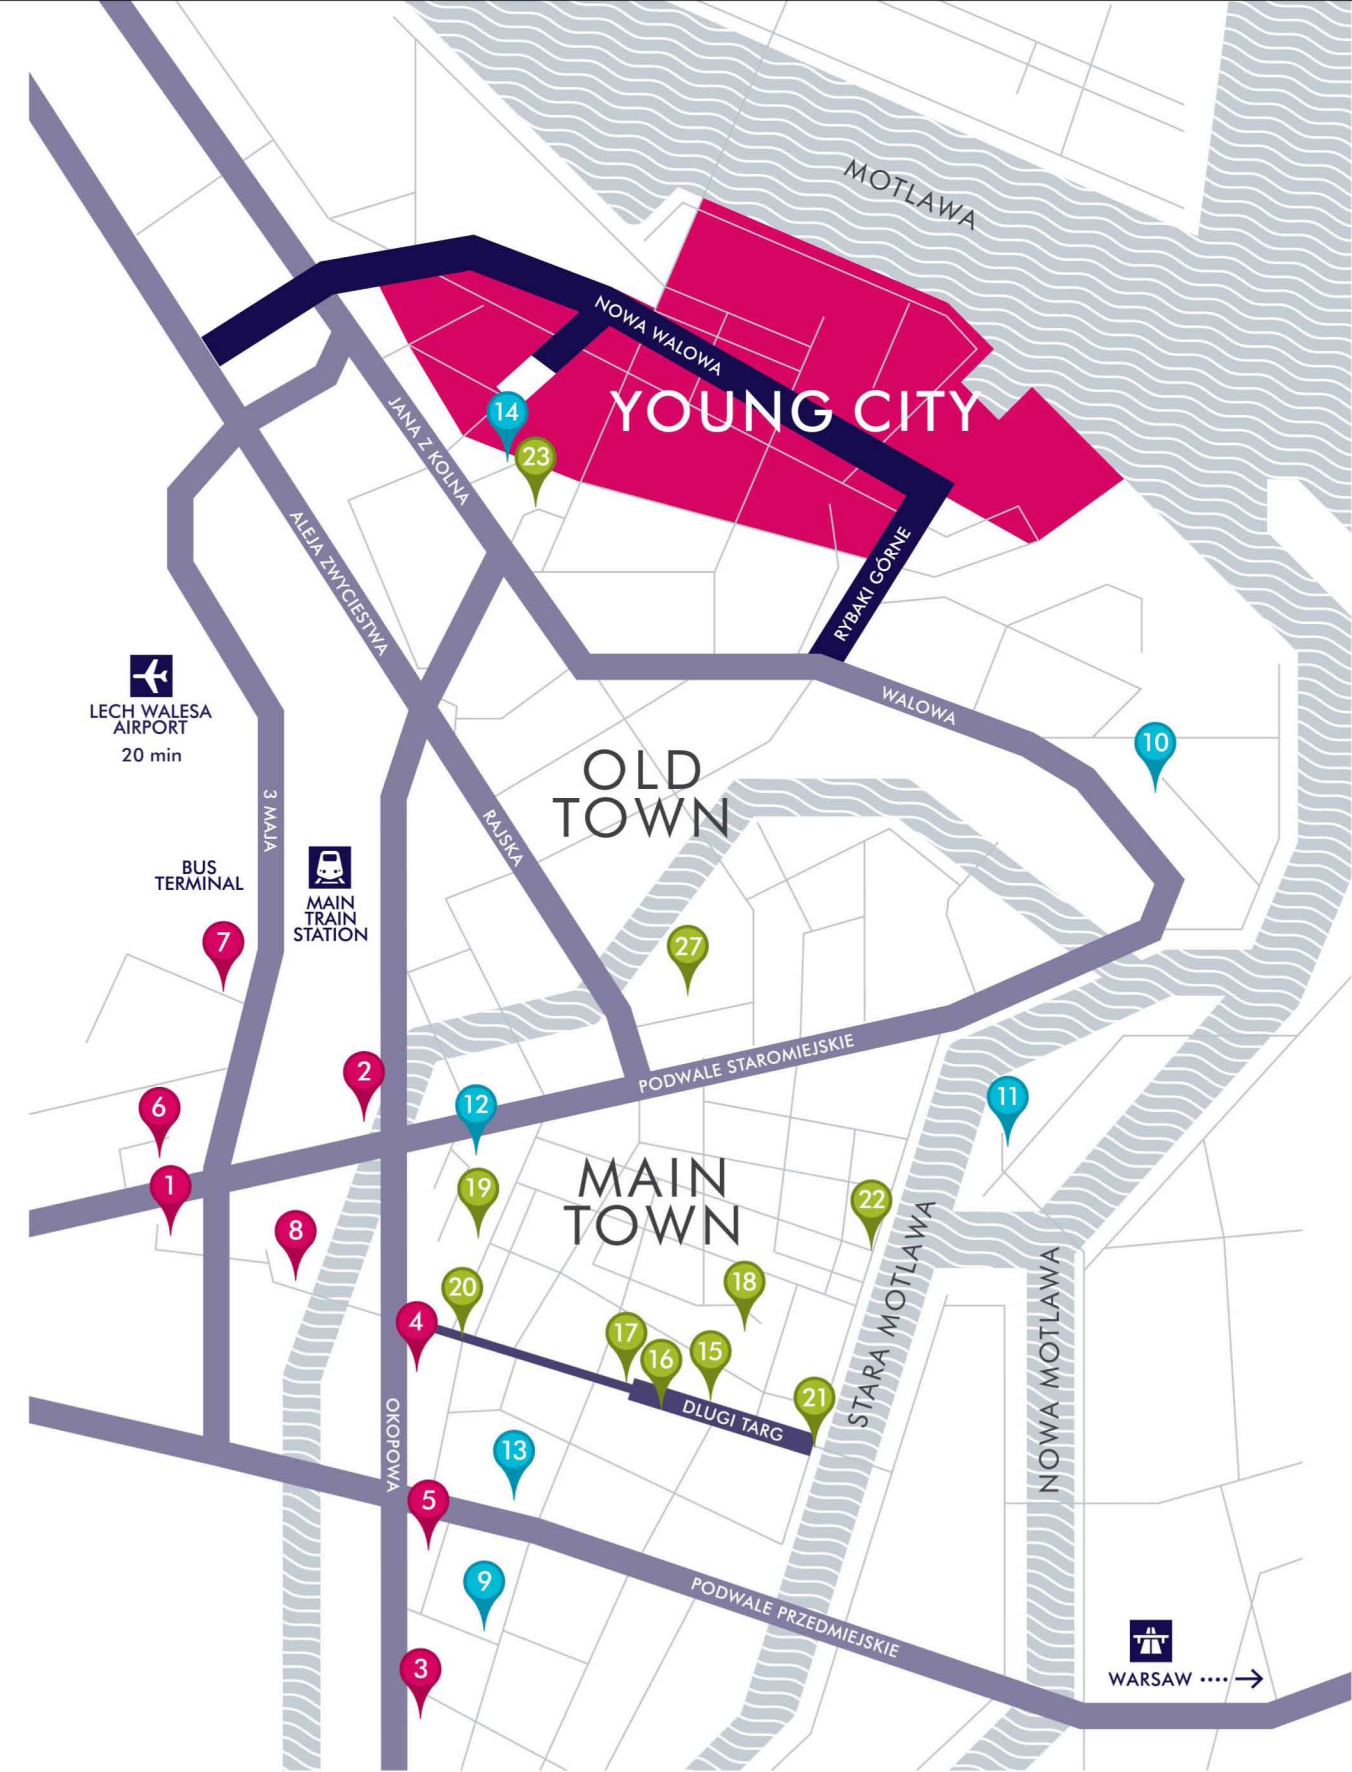 MOTLAWA
NOWA WALOWA
YOUNG CITY
14
23
JANA Z KOLNA
ALEJA ZWYCIESTWA
RYBAKI GÓRNE
LECH WALESA
AIRPORT
20 min
WALOWA
10
OLD
TOWN
3 MAJA
RAJSKA
BUS
TERMINAL
MAIN
TRAIN
STATION
7
27
2
PODWALE STAROMIEJSKIE
6
12
11
1
19
MAIN
TOWN
22
8
STARA MOTLAWA
NOWA MOTLAWA
20
18
4
17
16
15
21
DLUGI TARG
OKOPOWA
13
5
9
PODWALE PRZEDMIEJSKIE
3
WARSAW